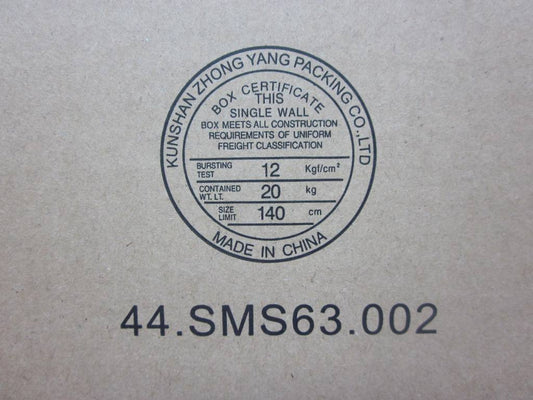 KUNSHAN ZHONG YANG PACKING CO.,LTD
BOX CERTIFICATE
THIS
SINGLE WALL
BOX MEETS ALL CONSTRUCTION
REQUIREMENTS OF UNIFORM
FREIGHT CLASSIFICATION
BURSTING TEST 12 Kgf/cm²
CONTAINED WT. LT. 20 kg
SIZE LIMIT 140 cm
MADE IN CHINA
44.SMS63.002